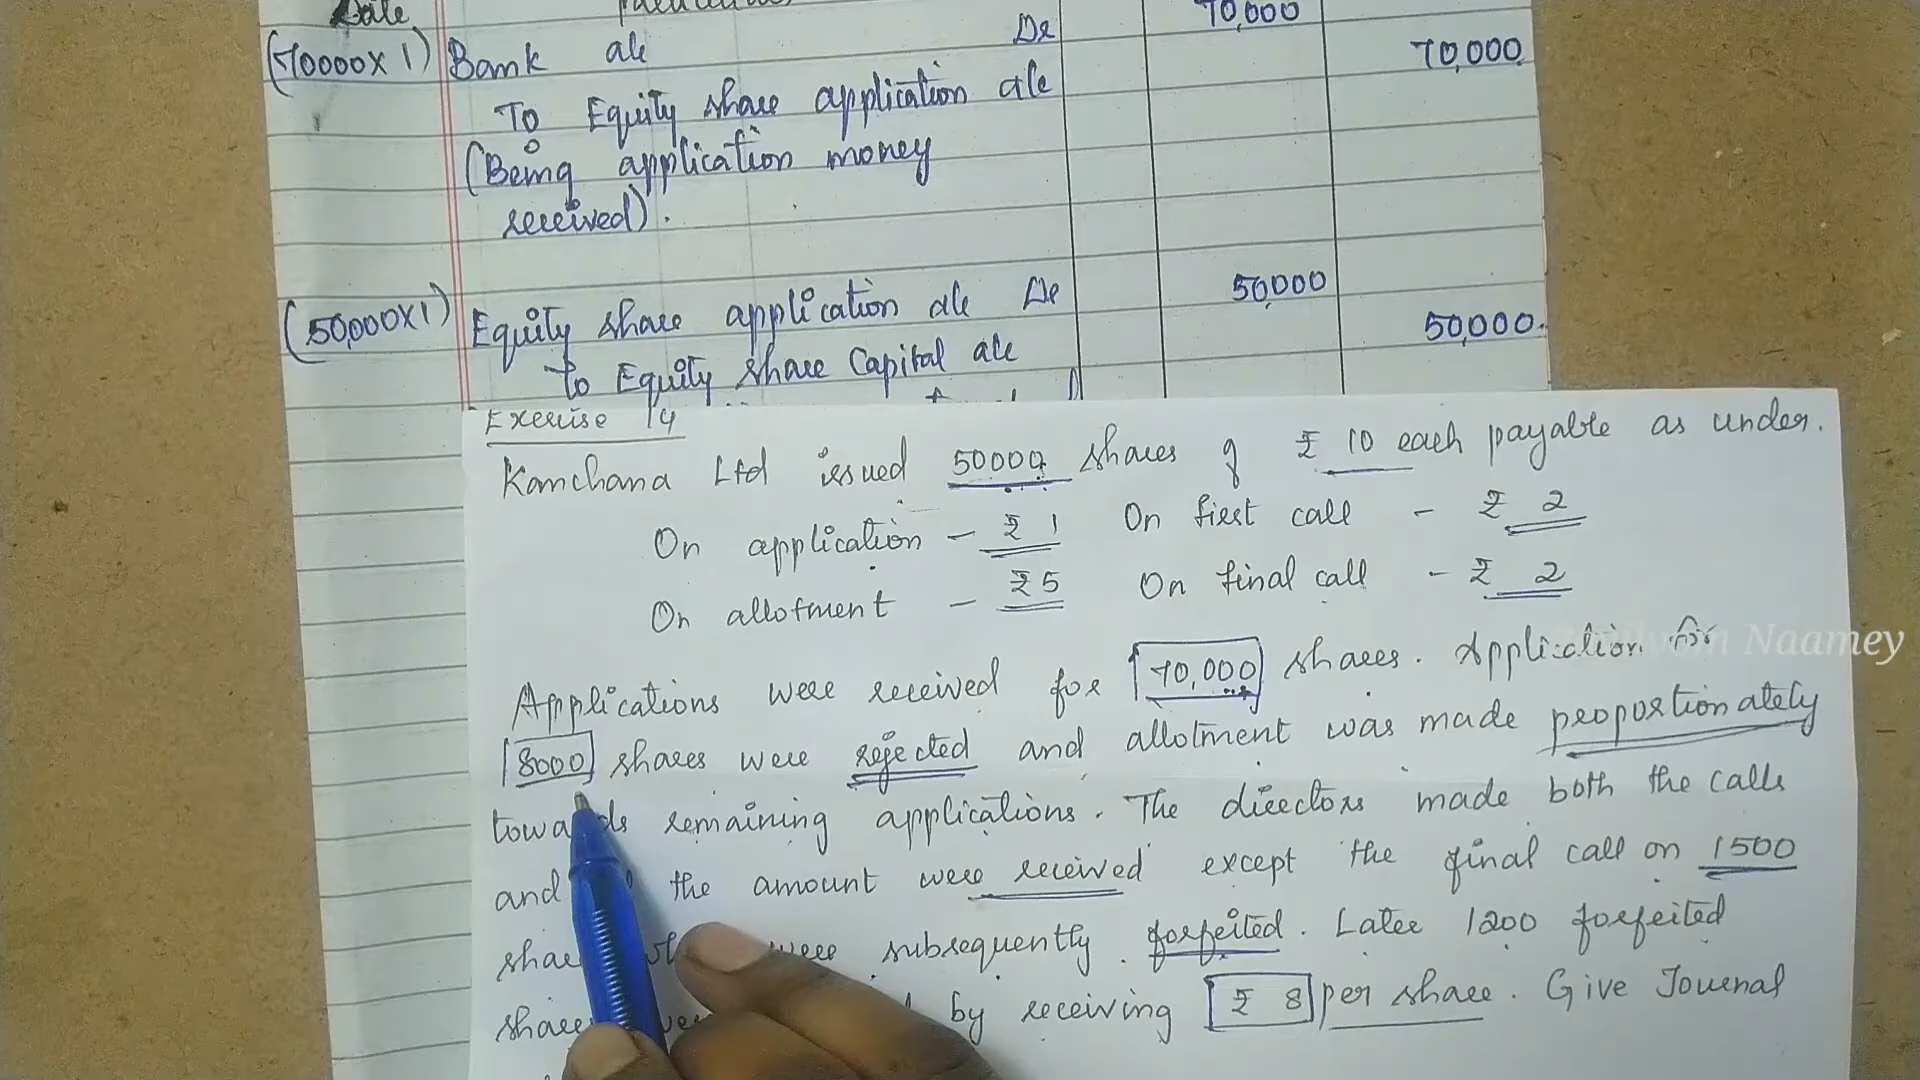 Date
70,000
(70000X1) Bank a/c Dr
70,000
To Equity share application a/c
(Being application money
received).
(50,000X1) Equity share application a/c Dr 50,000
50,000.
to Equity share Capital a/c
Exercise 14
Kanchana Ltd issued 50000 shares of ₹ 10 each payable as under.
On application - ₹ 1 On first call - ₹ 2
On allotment - ₹5 On final call - ₹ 2
Naamey
Applications were received for 70,000 shares. Application for
8000 shares were rejected and allotment was made proportionately
towards remaining applications. The directors made both the calls
and the amount were received except the final call on 1500
were subsequently forfeited. Later 1200 forfeited
by receiving ₹ 8 per share. Give Journal